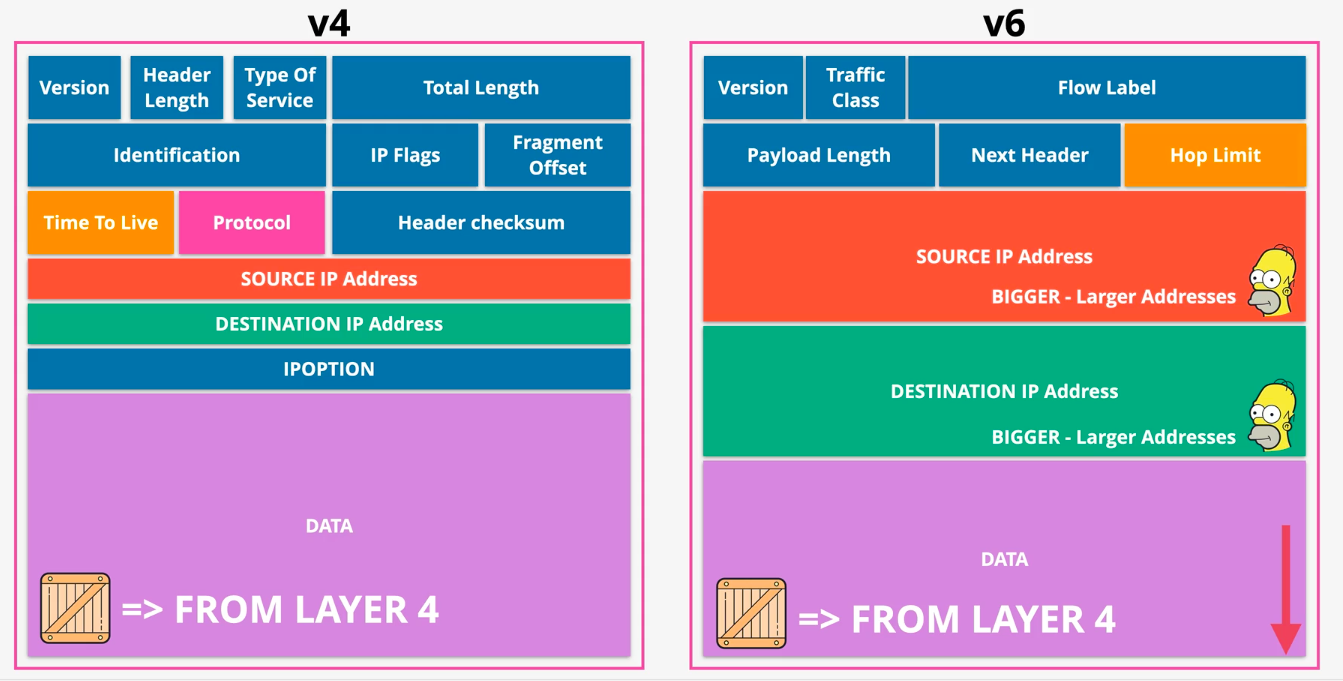 v4
v6
Version
Header
Length
Type Of
Service
Total Length
Identification
IP Flags
Fragment
Offset
Time To Live
Protocol
Header checksum
SOURCE IP Address
DESTINATION IP Address
IPOPTION
DATA
=> FROM LAYER 4
Version
Traffic
Class
Flow Label
Payload Length
Next Header
Hop Limit
SOURCE IP Address
BIGGER - Larger Addresses
DESTINATION IP Address
BIGGER - Larger Addresses
DATA
=> FROM LAYER 4